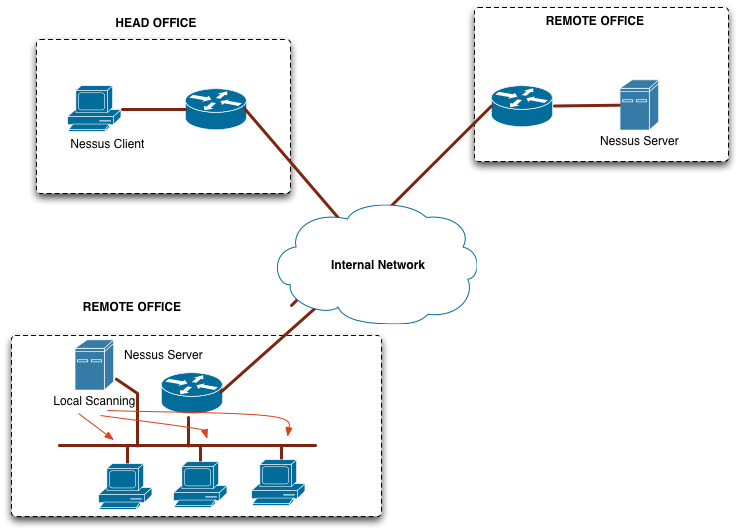 HEAD OFFICE
REMOTE OFFICE
Nessus Client
Nessus Server
Internal Network
REMOTE OFFICE
Nessus Server
Local Scanning